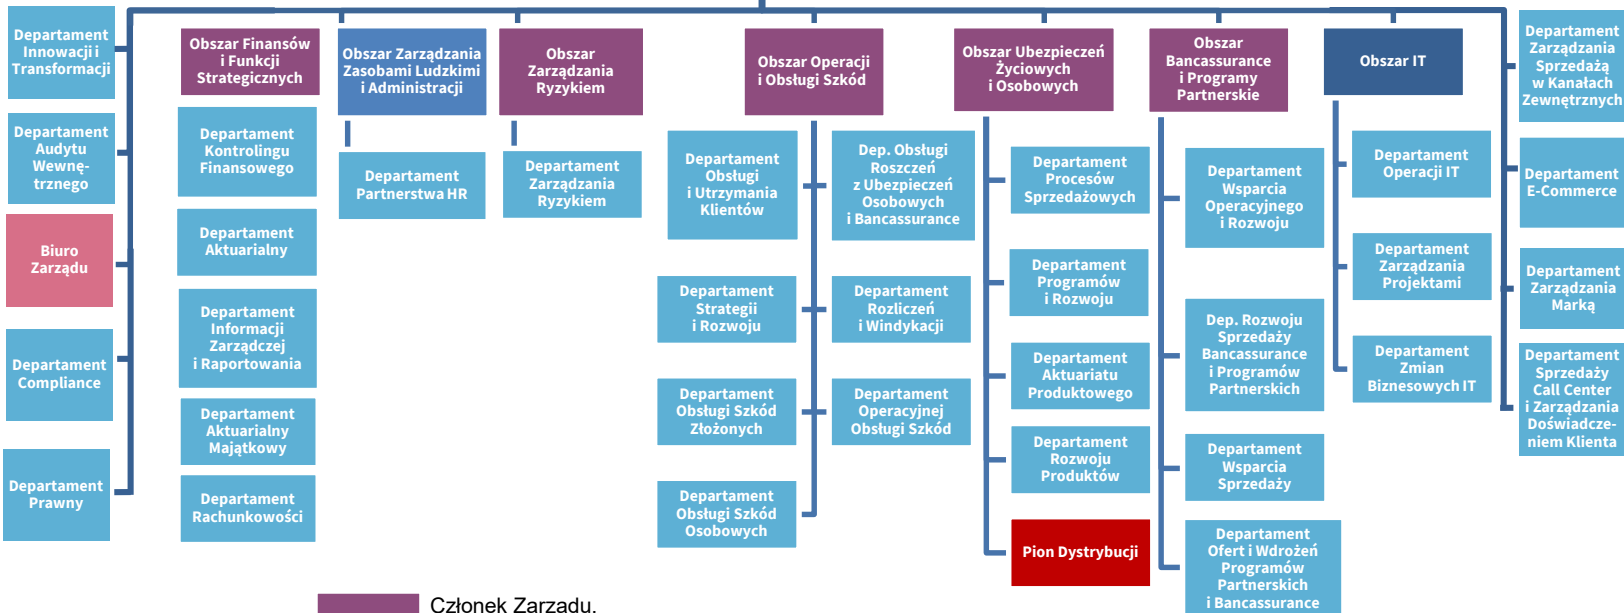 Departament
Innowacji i
Transformacji
Departament
Audytu
Wewnę-
trznego
Biuro
Zarządu
Departament
Compliance
Departament
Prawny
Obszar Finansów
i Funkcji
Strategicznych
Departament
Kontrolingu
Finansowego
Departament
Aktuarialny
Departament
Informacji
Zarządczej
i Raportowania
Departament
Aktuarialny
Majątkowy
Departament
Rachunkowości
Obszar Zarządzania
Zasobami Ludzkimi
i Administracji
Departament
Partnerstwa HR
Obszar
Zarządzania
Ryzykiem
Departament
Zarządzania
Ryzykiem
Obszar Operacji
i Obsługi Szkód
Departament
Obsługi
i Utrzymania
Klientów
Departament
Strategii
i Rozwoju
Departament
Obsługi Szkód
Złożonych
Departament
Obsługi Szkód
Osobowych
Dep. Obsługi
Roszczeń
z Ubezpieczeń
Osobowych
i Bancassurance
Departament
Rozliczeń
i Windykacji
Departament
Operacyjnej
Obsługi Szkód
Obszar Ubezpieczeń
Życiowych
i Osobowych
Departament
Procesów
Sprzedażowych
Departament
Programów
i Rozwoju
Departament
Aktuariatu
Produktowego
Departament
Rozwoju
Produktów
Pion Dystrybucji
Obszar
Bancassurance
i Programy
Partnerskie
Departament
Wsparcia
Operacyjnego
i Rozwoju
Dep. Rozwoju
Sprzedaży
Bancassurance
i Programów
Partnerskich
Departament
Wsparcia
Sprzedaży
Departament
Ofert i Wdrożeń
Programów
Partnerskich
i Bancassurance
Obszar IT
Departament
Operacji IT
Departament
Zarządzania
Projektami
Departament
Zmian
Biznesowych IT
Departament
Zarządzania
Sprzedażą
w Kanałach
Zewnętrznych
Departament
E-Commerce
Departament
Zarządzania
Marką
Departament
Sprzedaży
Call Center
i Zarządzania
Doświadcze-
niem Klienta
Członek Zarzadu.